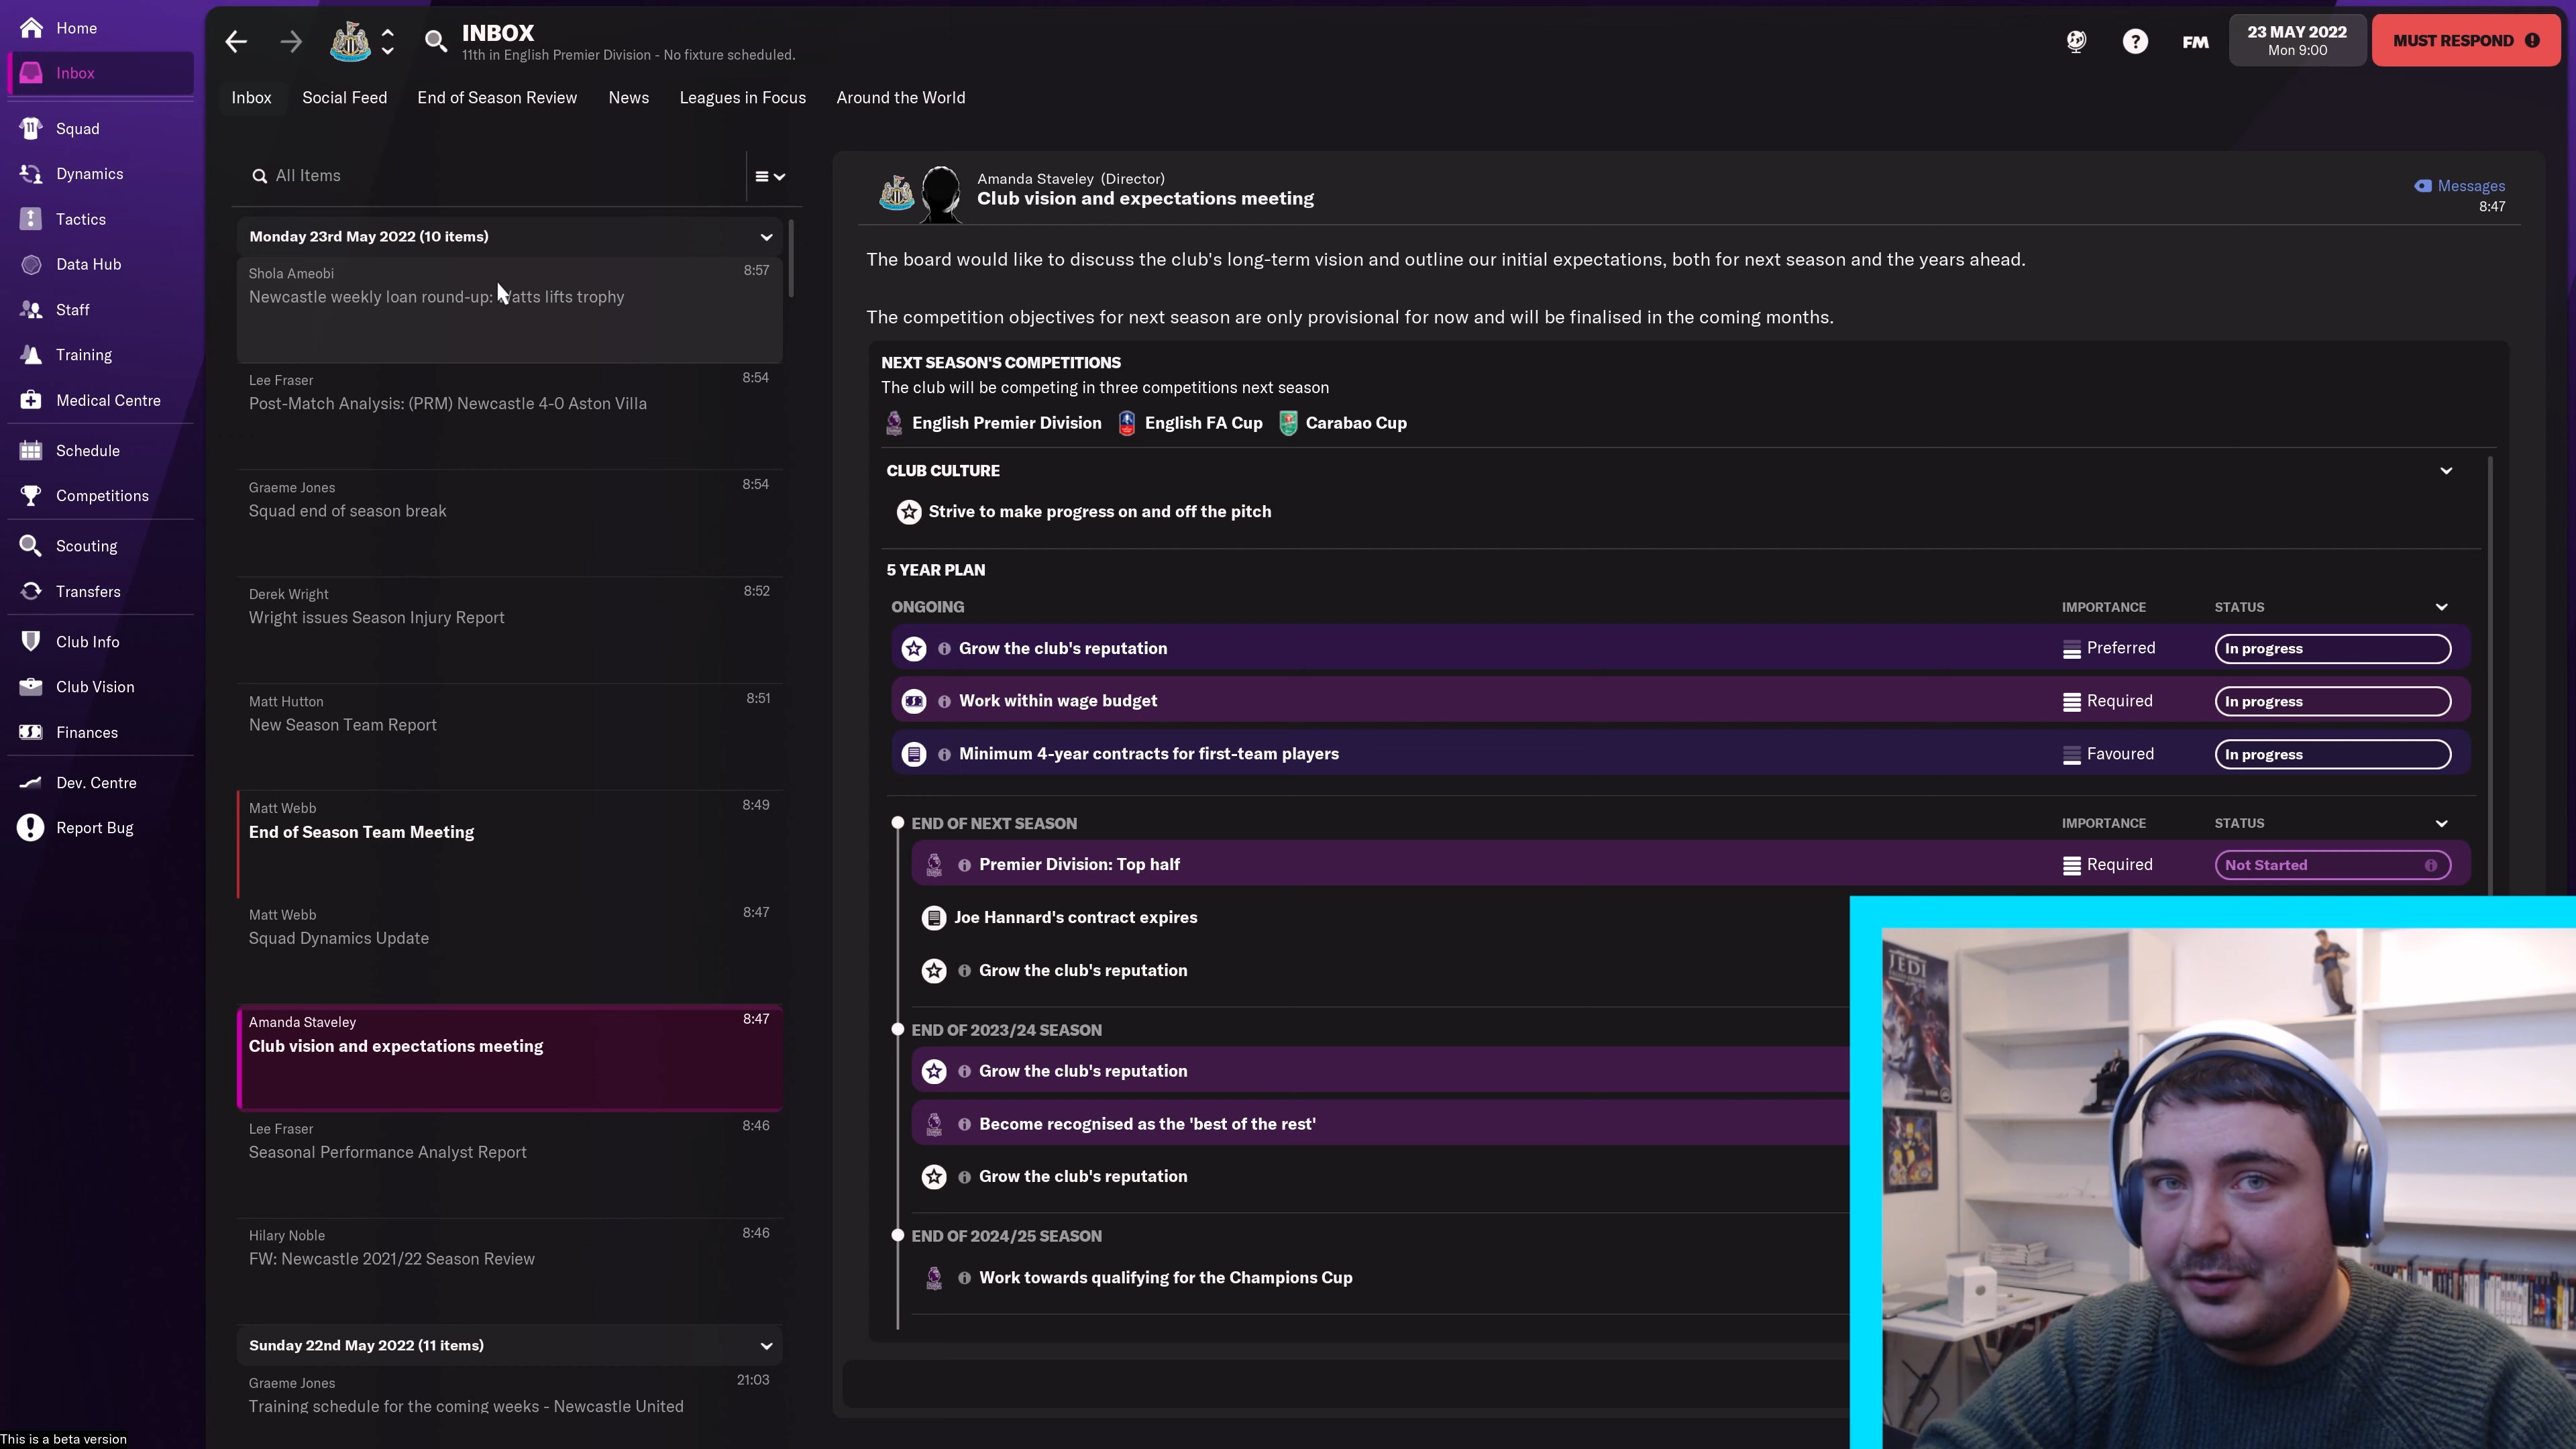 Home
Inbox
Squad
Dynamics
Tactics
Data Hub
Staff
Training
Medical Centre
Schedule
Competitions
Scouting
Transfers
Club Info
Club Vision
Finances
Dev. Centre
Report Bug
This is a beta version
INBOX
11th in English Premier Division - No fixture scheduled.
FM
23 MAY 2022
Mon 9:00
MUST RESPOND
Inbox Social Feed End of Season Review News Leagues in Focus Around the World
All Items
Monday 23rd May 2022 (10 items)
Shola Ameobi 8:57
Newcastle weekly loan round-up: atts lifts trophy
Lee Fraser 8:54
Post-Match Analysis: (PRM) Newcastle 4-0 Aston Villa
Graeme Jones 8:54
Squad end of season break
Derek Wright 8:52
Wright issues Season Injury Report
Matt Hutton 8:51
New Season Team Report
Matt Webb 8:49
End of Season Team Meeting
Matt Webb 8:47
Squad Dynamics Update
Amanda Staveley 8:47
Club vision and expectations meeting
Lee Fraser 8:46
Seasonal Performance Analyst Report
Hilary Noble 8:46
FW: Newcastle 2021/22 Season Review
Sunday 22nd May 2022 (11 items)
Graeme Jones 21:03
Training schedule for the coming weeks - Newcastle United
Amanda Staveley (Director)
Club vision and expectations meeting
Messages
8:47
The board would like to discuss the club's long-term vision and outline our initial expectations, both for next season and the years ahead.
The competition objectives for next season are only provisional for now and will be finalised in the coming months.
NEXT SEASON'S COMPETITIONS
The club will be competing in three competitions next season
English Premier Division English FA Cup Carabao Cup
CLUB CULTURE
Strive to make progress on and off the pitch
5 YEAR PLAN
ONGOING IMPORTANCE STATUS
Grow the club's reputation Preferred In progress
Work within wage budget Required In progress
Minimum 4-year contracts for first-team players Favoured In progress
END OF NEXT SEASON IMPORTANCE STATUS
Premier Division: Top half Required Not Started
Joe Hannard's contract expires
Grow the club's reputation
END OF 2023/24 SEASON
Grow the club's reputation
Become recognised as the 'best of the rest'
Grow the club's reputation
END OF 2024/25 SEASON
Work towards qualifying for the Champions Cup
JEDI